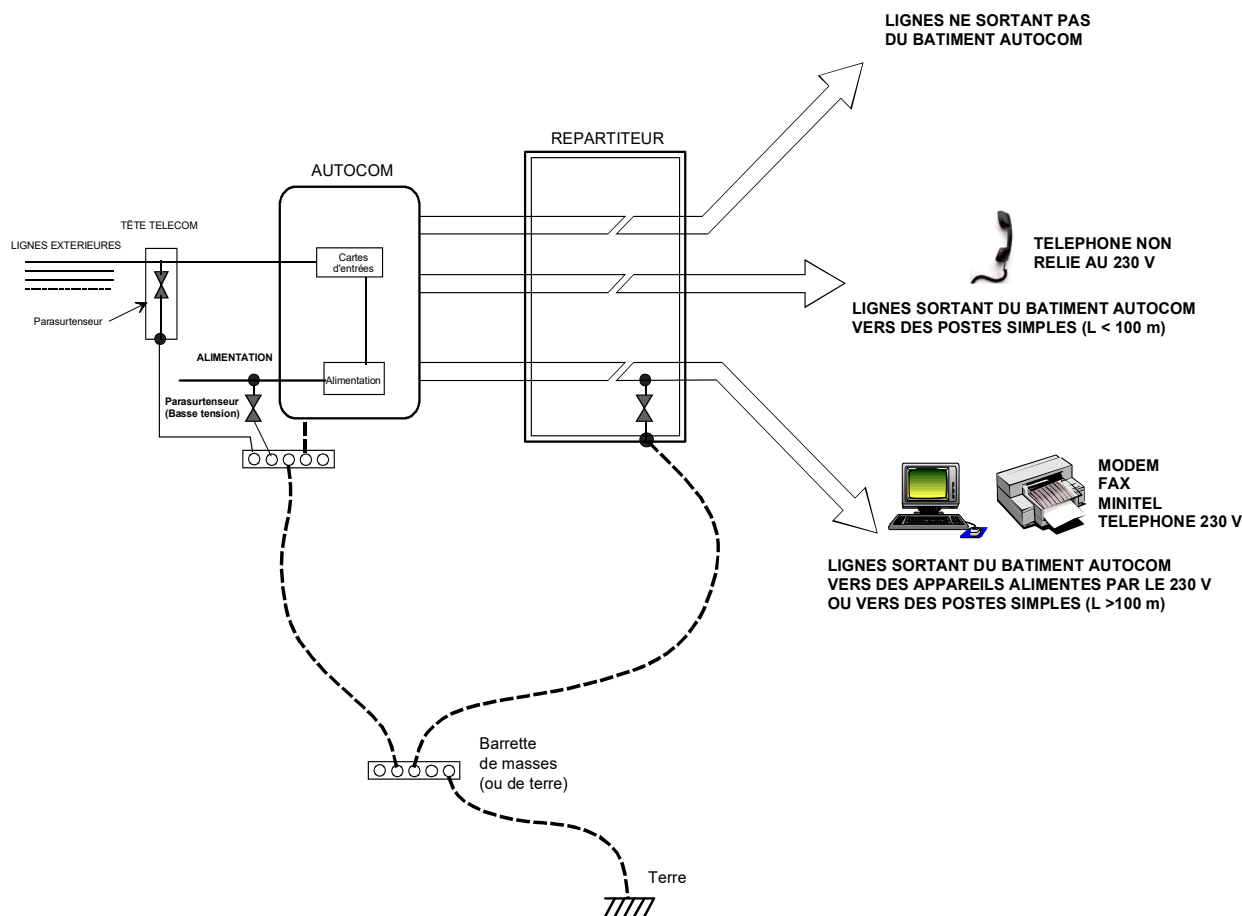 LIGNES NE SORTANT PAS
DU BATIMENT AUTOCOM
REPARTITEUR
AUTOCOM
TÊTE TELECOM
LIGNES EXTERIEURES
Cartes
d'entrées
Parasurtenseur
TELEPHONE NON
RELIE AU 230 V
LIGNES SORTANT DU BATIMENT AUTOCOM
VERS DES POSTES SIMPLES (L < 100 m)
ALIMENTATION
Alimentation
Parasurtenseur
(Basse tension)
MODEM
FAX
MINITEL
TELEPHONE 230 V
LIGNES SORTANT DU BATIMENT AUTOCOM
VERS DES APPAREILS ALIMENTES PAR LE 230 V
OU VERS DES POSTES SIMPLES (L >100 m)
Barrette
de masses
(ou de terre)
Terre